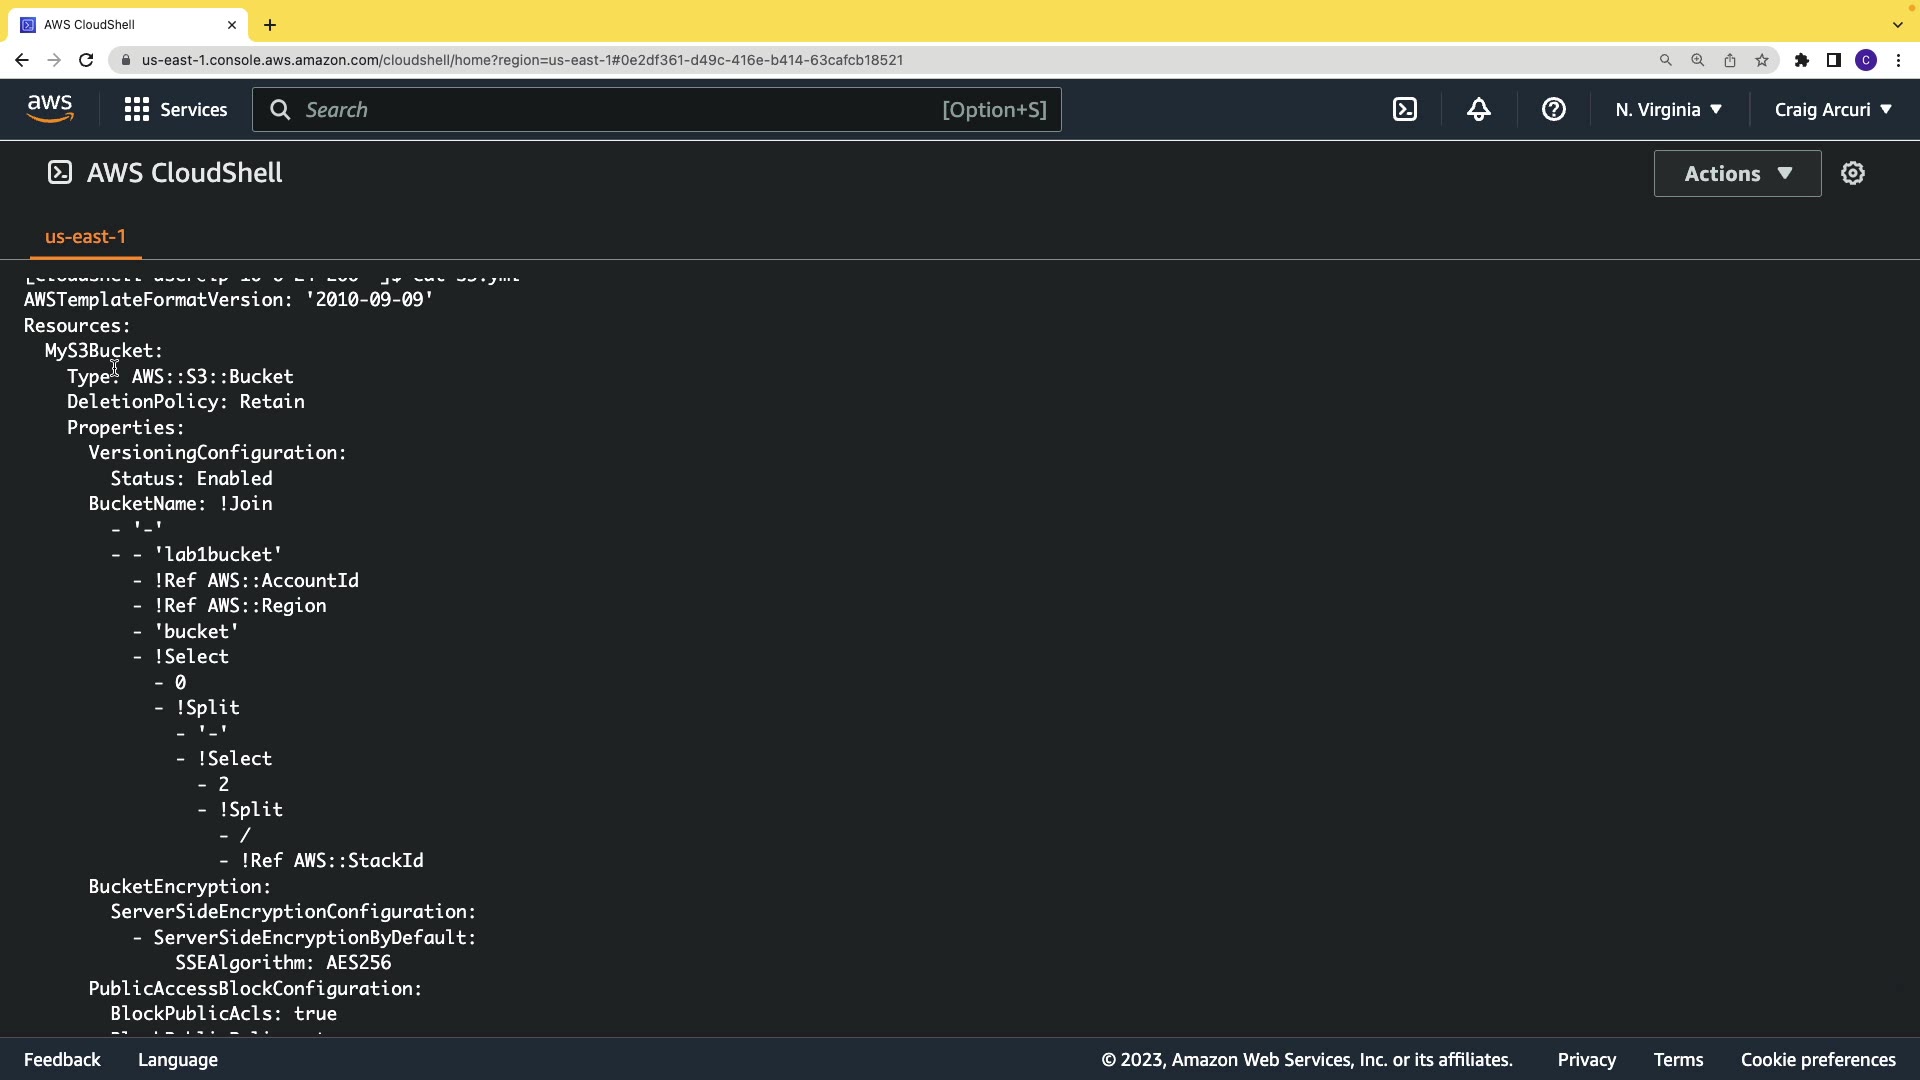 AWS CloudShell
us-east-1.console.aws.amazon.com/cloudshell/home?region=us-east-1#0e2df361-d49c-416e-b414-63cafcb18521
C
aws
Services
Search
[Option+S]
N. Virginia
Craig Arcuri
AWS CloudShell
Actions
us-east-1
AWSTemplateFormatVersion: '2010-09-09'
Resources:
MyS3Bucket:
Type: AWS::S3::Bucket
DeletionPolicy: Retain
Properties:
VersioningConfiguration:
Status: Enabled
BucketName: !Join
- '-'
- - 'lab1bucket'
- !Ref AWS::AccountId
- !Ref AWS::Region
- 'bucket'
- !Select
- 0
- !Split
- '-'
- !Select
- 2
- !Split
- /
- !Ref AWS::StackId
BucketEncryption:
ServerSideEncryptionConfiguration:
- ServerSideEncryptionByDefault:
SSEAlgorithm: AES256
PublicAccessBlockConfiguration:
BlockPublicAcls: true
Feedback Language © 2023, Amazon Web Services, Inc. or its affiliates. Privacy Terms Cookie preferences